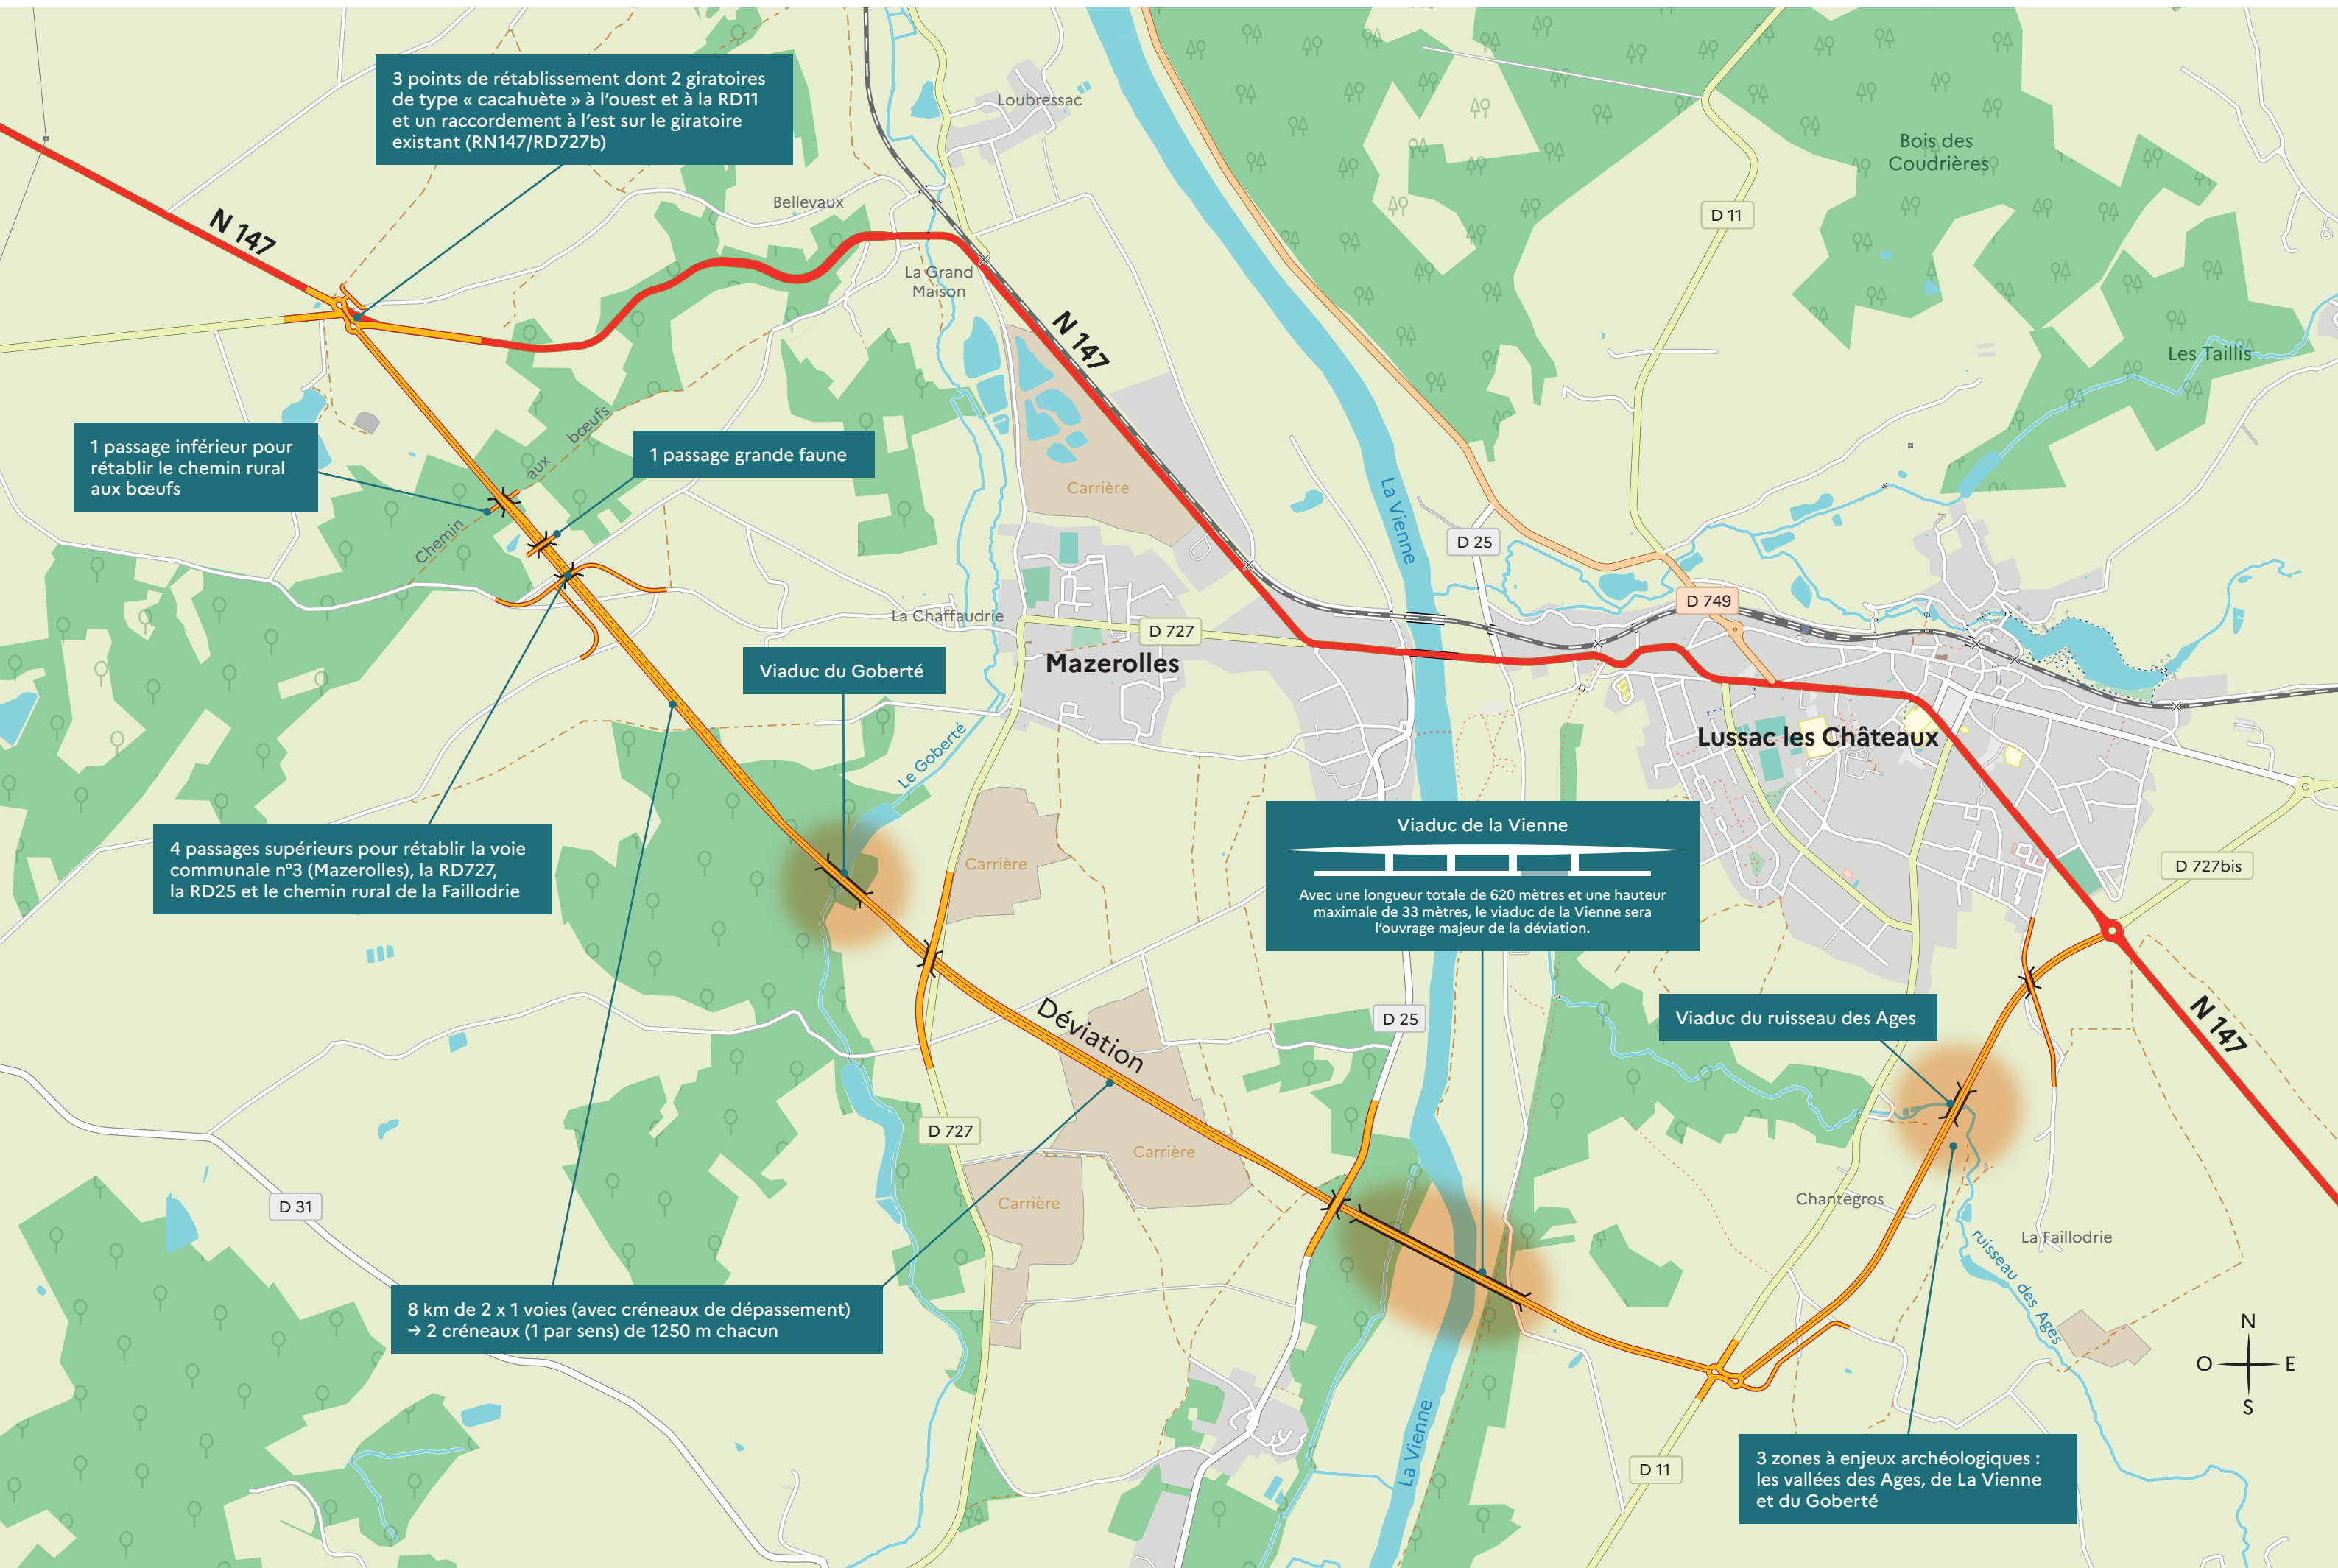 3 points de rétablissement dont 2 giratoires
de type « cacahuète » à l'ouest et à la RD11
et un raccordement à l'est sur le giratoire
existant (RN147/RD727b)
Loubressac
Bois des
Coudrières
Bellevaux
D 11
N 147
La Grand
Maison
N 147
Les Taillis
1 passage inférieur pour
rétablir le chemin rural
aux bœufs
1 passage grande faune
Chemin aux bœufs
Carrière
La Vienne
D 25
D 749
La Chaffaudrie
D 727
Mazerolles
Viaduc du Goberté
Lussac les Châteaux
Le Goberté
4 passages supérieurs pour rétablir la voie
communale n°3 (Mazerolles), la RD727,
la RD25 et le chemin rural de la Faillodrie
Carrière
Viaduc de la Vienne
Avec une longueur totale de 620 mètres et une hauteur
maximale de 33 mètres, le viaduc de la Vienne sera
l'ouvrage majeur de la déviation.
D 727bis
Déviation
D 25
Viaduc du ruisseau des Ages
N 147
D 727
Carrière
Carrière
D 31
Chantegros
La Faillodrie
ruisseau des Ages
8 km de 2 x 1 voies (avec créneaux de dépassement)
→ 2 créneaux (1 par sens) de 1250 m chacun
N
O E
S
La Vienne
D 11
3 zones à enjeux archéologiques :
les vallées des Ages, de La Vienne
et du Goberté